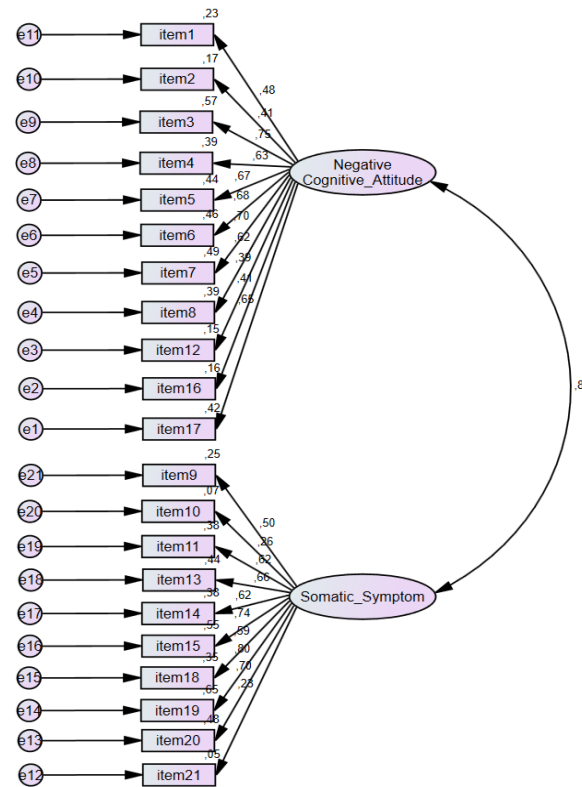 ,23
e11
item1
,17
,48
e10
item2
,57
,41
e9
item3
,75
,39
Negative
Cognitive_Attitude
e8
item4
,63
,44
,67
e7
item5
,68
,46
e6
item6
,70
,49
,62
e5
item7
,39
,39
,41
e4
item8
,65
,15
e3
item12
,16
e2
item16
,8
,42
e1
item17
,25
e21
item9
,07
e20
item10
,50
,38
,26
e19
item11
,62
,44
e18
item13
,66
Somatic_Symptom
,38
,62
e17
item14
,74
,55
,59
e16
item15
,80
,35
e15
item18
,70
,65
,23
e14
item19
,48
e13
item20
,05
e12
item21